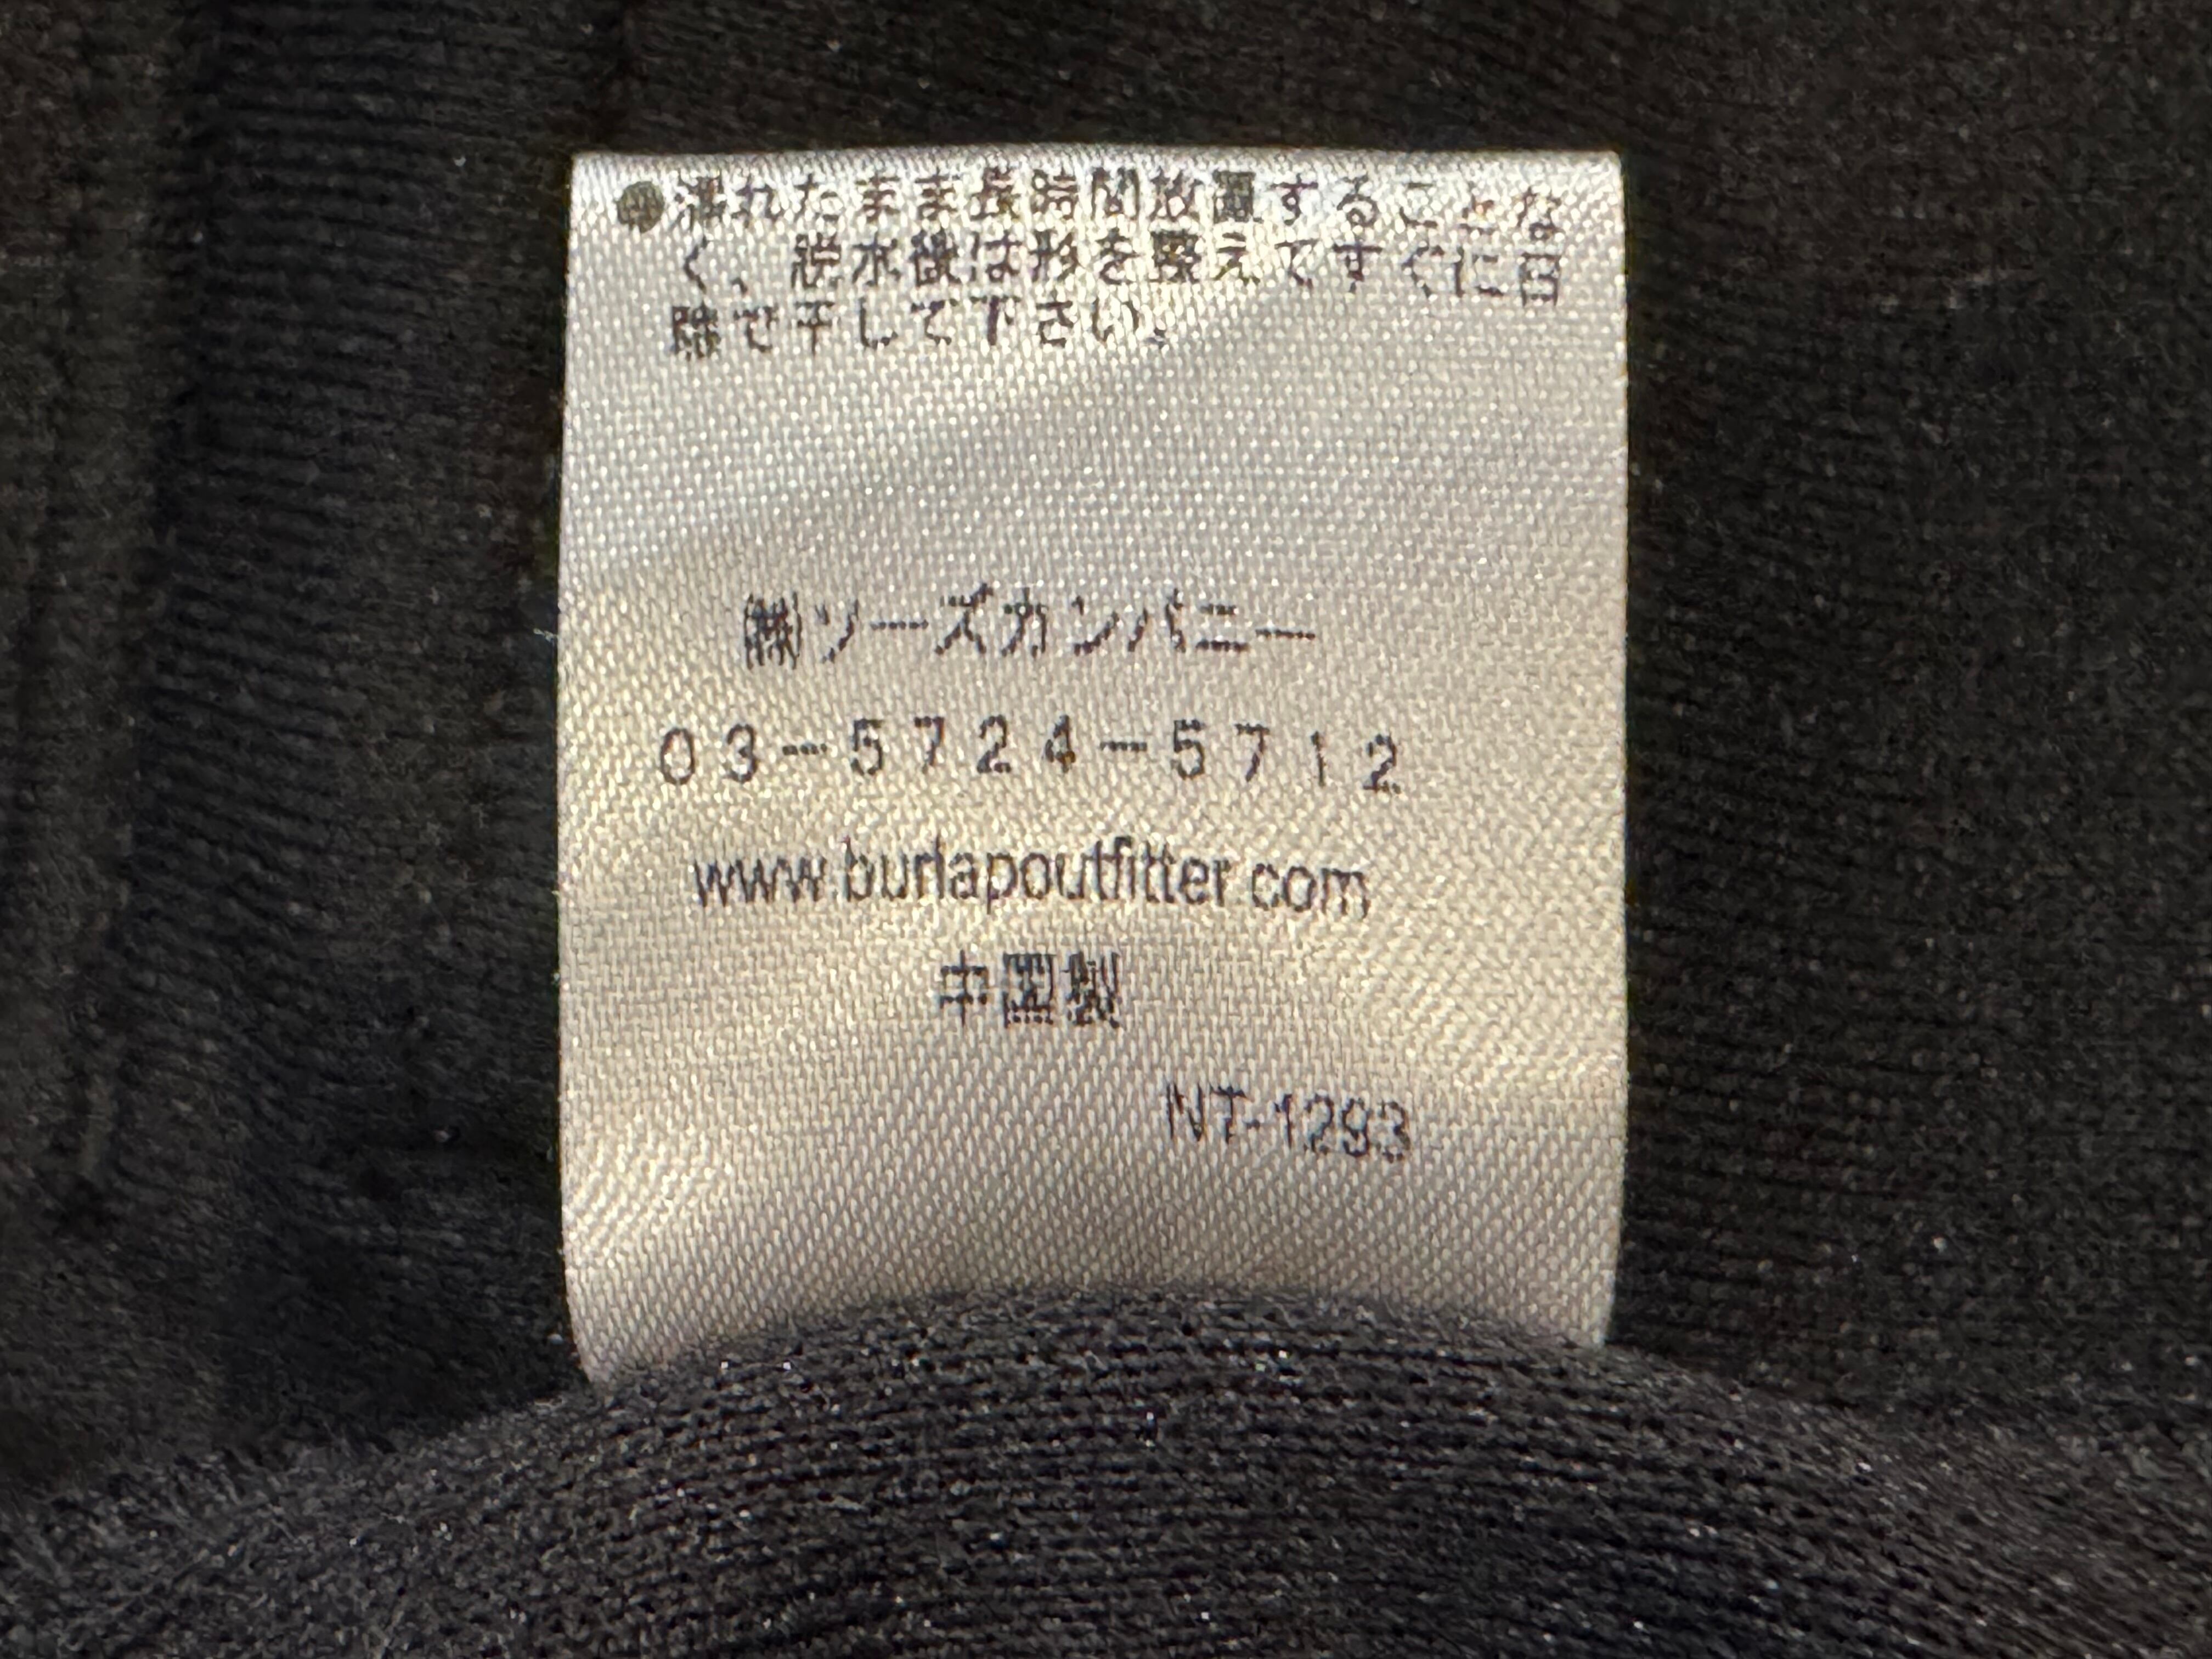 ●濡れたまま長時間放置することな
く、脱水後は形を整えてすぐに日
陰で干して下さい。
㈱ソーズカンパニー
03-5724-5712
www.burlapoutfitter.com
中国製
NT-1293